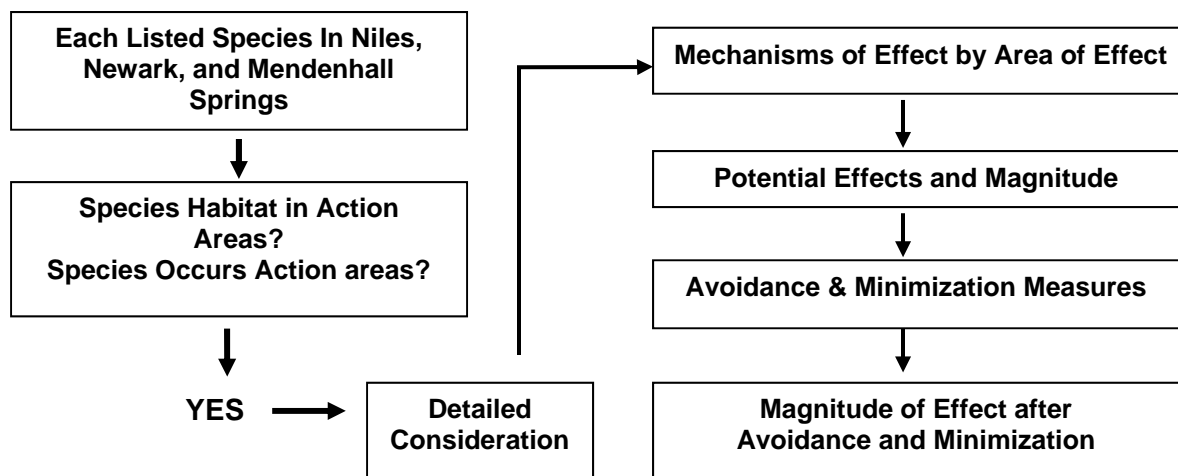 Each Listed Species In Niles,
Newark, and Mendenhall
Springs
Species Habitat in Action
Areas?
Species Occurs Action areas?
YES
Detailed
Consideration
Mechanisms of Effect by Area of Effect
Potential Effects and Magnitude
Avoidance & Minimization Measures
Magnitude of Effect after
Avoidance and Minimization